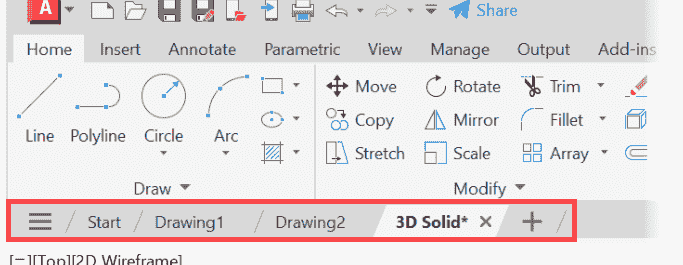 A Share
Home Insert Annotate Parametric View Manage Output Add-ins
Line Polyline Circle Arc Move Rotate Trim
Copy Mirror Fillet
Stretch Scale Array
Draw Modify
Start Drawing1 Drawing2 3D Solid*
[−][Top][2D Wireframe]